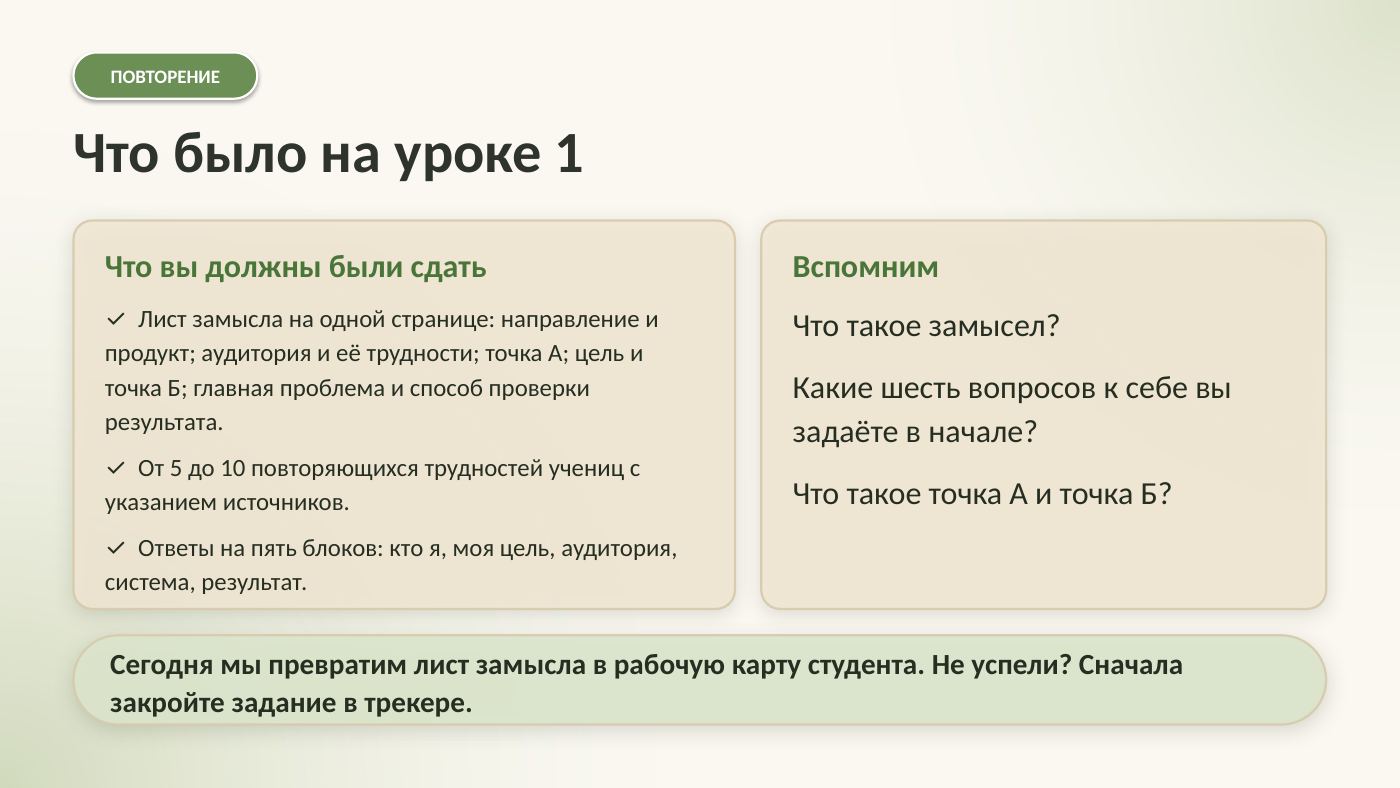 ПОВТОРЕНИЕ
Что было на уроке 1
Что вы должны были сдать
✓ Лист замысла на одной странице: направление и
продукт; аудитория и её трудности; точка А; цель и
точка Б; главная проблема и способ проверки
результата.
✓ От 5 до 10 повторяющихся трудностей учениц с
указанием источников.
✓ Ответы на пять блоков: кто я, моя цель, аудитория,
система, результат.
Вспомним
Что такое замысел?
Какие шесть вопросов к себе вы
задаёте в начале?
Что такое точка А и точка Б?
Сегодня мы превратим лист замысла в рабочую карту студента. Не успели? Сначала
закройте задание в трекере.